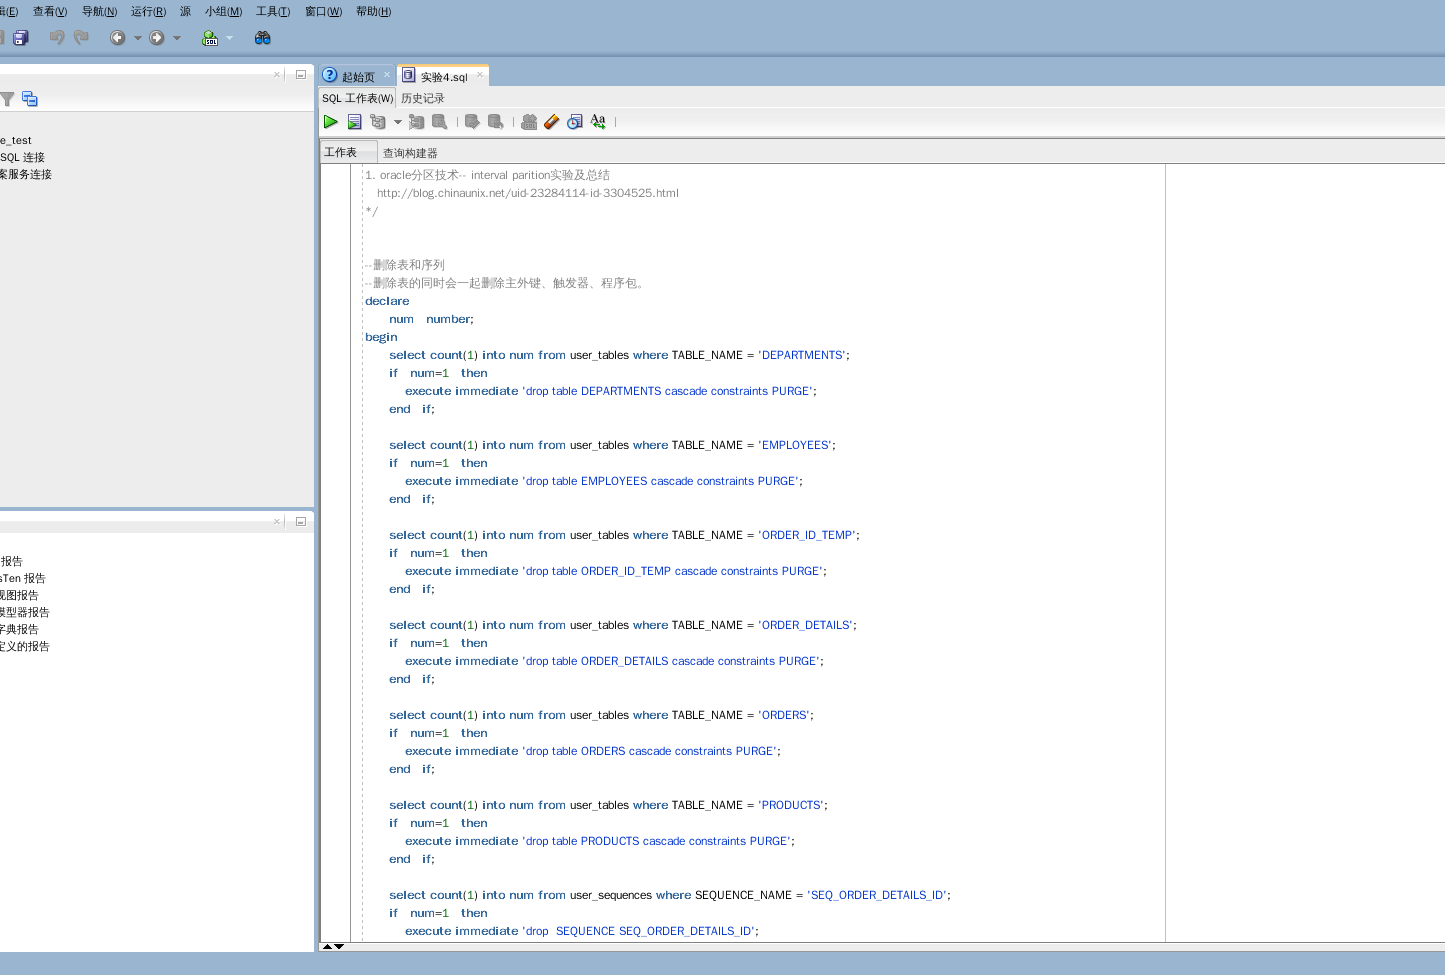 (E) 查看(V) 导航(N) 运行(R) 源 小组(M) 工具(T) 窗口(W) 帮助(H)
起始页 实验4.sql
SQL 工作表(W) 历史记录
工作表 查询构建器
e_test
SQL 连接
案服务连接
报告
sTen 报告
视图报告
模型器报告
字典报告
定义的报告
1. oracle分区技术-- interval parition实验及总结
http://blog.chinaunix.net/uid-23284114-id-3304525.html
*/
--删除表和序列
--删除表的同时会一起删除主外键、触发器、程序包。
declare
num number;
begin
select count(1) into num from user_tables where TABLE_NAME = 'DEPARTMENTS';
if num=1 then
execute immediate 'drop table DEPARTMENTS cascade constraints PURGE';
end if;
select count(1) into num from user_tables where TABLE_NAME = 'EMPLOYEES';
if num=1 then
execute immediate 'drop table EMPLOYEES cascade constraints PURGE';
end if;
select count(1) into num from user_tables where TABLE_NAME = 'ORDER_ID_TEMP';
if num=1 then
execute immediate 'drop table ORDER_ID_TEMP cascade constraints PURGE';
end if;
select count(1) into num from user_tables where TABLE_NAME = 'ORDER_DETAILS';
if num=1 then
execute immediate 'drop table ORDER_DETAILS cascade constraints PURGE';
end if;
select count(1) into num from user_tables where TABLE_NAME = 'ORDERS';
if num=1 then
execute immediate 'drop table ORDERS cascade constraints PURGE';
end if;
select count(1) into num from user_tables where TABLE_NAME = 'PRODUCTS';
if num=1 then
execute immediate 'drop table PRODUCTS cascade constraints PURGE';
end if;
select count(1) into num from user_sequences where SEQUENCE_NAME = 'SEQ_ORDER_DETAILS_ID';
if num=1 then
execute immediate 'drop SEQUENCE SEQ_ORDER_DETAILS_ID';